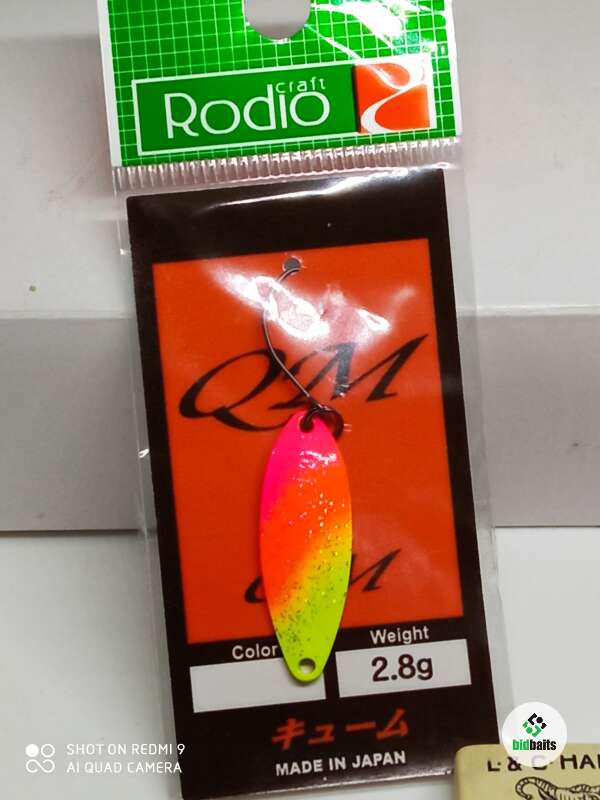 craft
Rodio
QM
QM
Color
Weight
2.8g
キューム
MADE IN JAPAN
SHOT ON REDMI 9
AI QUAD CAMERA
bidbaits
L & C HA